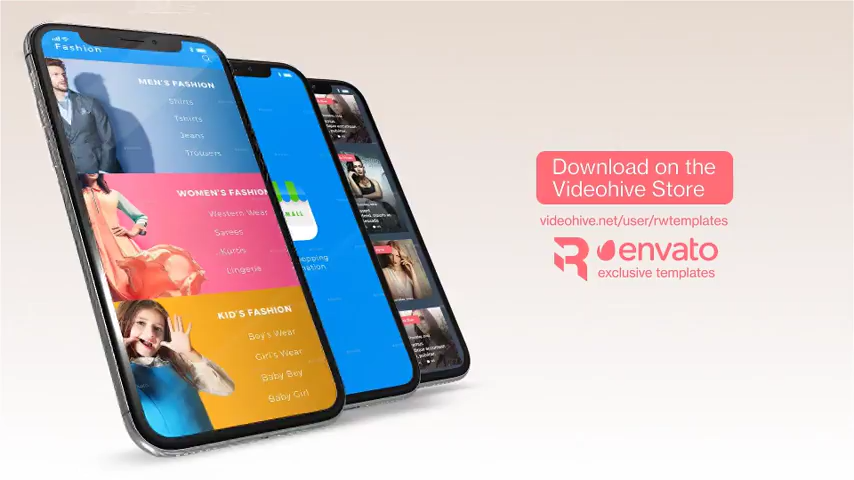 Fashion
MEN'S FASHION
Shirts
Tshirts
Jeans
Trousers
WOMEN'S FASHION
Western Wear
Sarees
Kurtis
Lingerie
KID'S FASHION
Boy's Wear
Girl's Wear
Baby Boy
Baby Girl
Download on the
Videohive Store
videohive.net/user/rwtemplates
R envato
exclusive templates